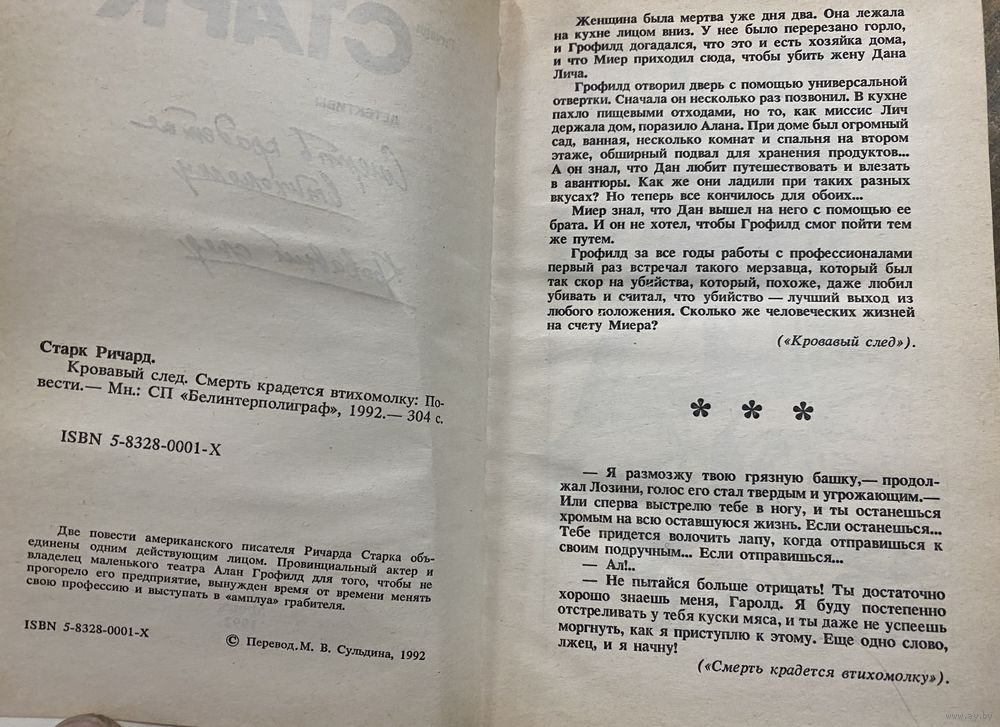 СТАРК
ДЕТЕКТИВЫ
Смерть крадется
втихомолку
Кровавый след
Старк Ричард.
Кровавый след. Смерть крадется втихомолку: По-
вести.— Мн.: СП «Белинтерполиграф», 1992.— 304 с.
ISBN 5-8328-0001-X
Две повести американского писателя Ричарда Старка объ-
единены одним действующим лицом. Провинциальный актер и
владелец маленького театра Алан Грофилд для того, чтобы не
прогорело его предприятие, вынужден время от времени менять
свою профессию и выступать в «амплуа» грабителя.
ISBN 5-8328-0001-X
© Перевод. М. В. Сульдина, 1992
Женщина была мертва уже дня два. Она лежала
на кухне лицом вниз. У нее было перерезано горло,
и Грофилд догадался, что это и есть хозяйка дома,
и что Миер приходил сюда, чтобы убить жену Дана
Лича.
Грофилд отворил дверь с помощью универсальной
отвертки. Сначала он несколько раз позвонил. В кухне
пахло пищевыми отходами, но то, как миссис Лич
держала дом, поразило Алана. При доме был огромный
сад, ванная, несколько комнат и спальня на втором
этаже, обширный подвал для хранения продуктов...
А он знал, что Дан любит путешествовать и влезать
в авантюры. Как же они ладили при таких разных
вкусах? Но теперь все кончилось для обоих...
Миер знал, что Дан вышел на него с помощью ее
брата. И он не хотел, чтобы Грофилд смог пойти тем
же путем.
Грофилд за все годы работы с профессионалами
первый раз встречал такого мерзавца, который был
так скор на убийства, который, похоже, даже любил
убивать и считал, что убийство — лучший выход из
любого положения. Сколько же человеческих жизней
на счету Миера?
(«Кровавый след»).
* * *
— Я размозжу твою грязную башку,— продол-
жал Лозини, голос его стал твердым и угрожающим.—
Или сперва выстрелю тебе в ногу, и ты останешься
хромым на всю оставшуюся жизнь. Если останешься...
Тебе придется волочить лапу, когда отправишься к
своим подручным... Если отправишься...
— Ал!..
— Не пытайся больше отрицать! Ты достаточно
хорошо знаешь меня, Гаролд. Я буду постепенно
отстреливать у тебя куски мяса, и ты даже не успеешь
моргнуть, как я приступлю к этому. Еще одно слово,
лжец, и я начну!
(«Смерть крадется втихомолку»).
www.ay.by